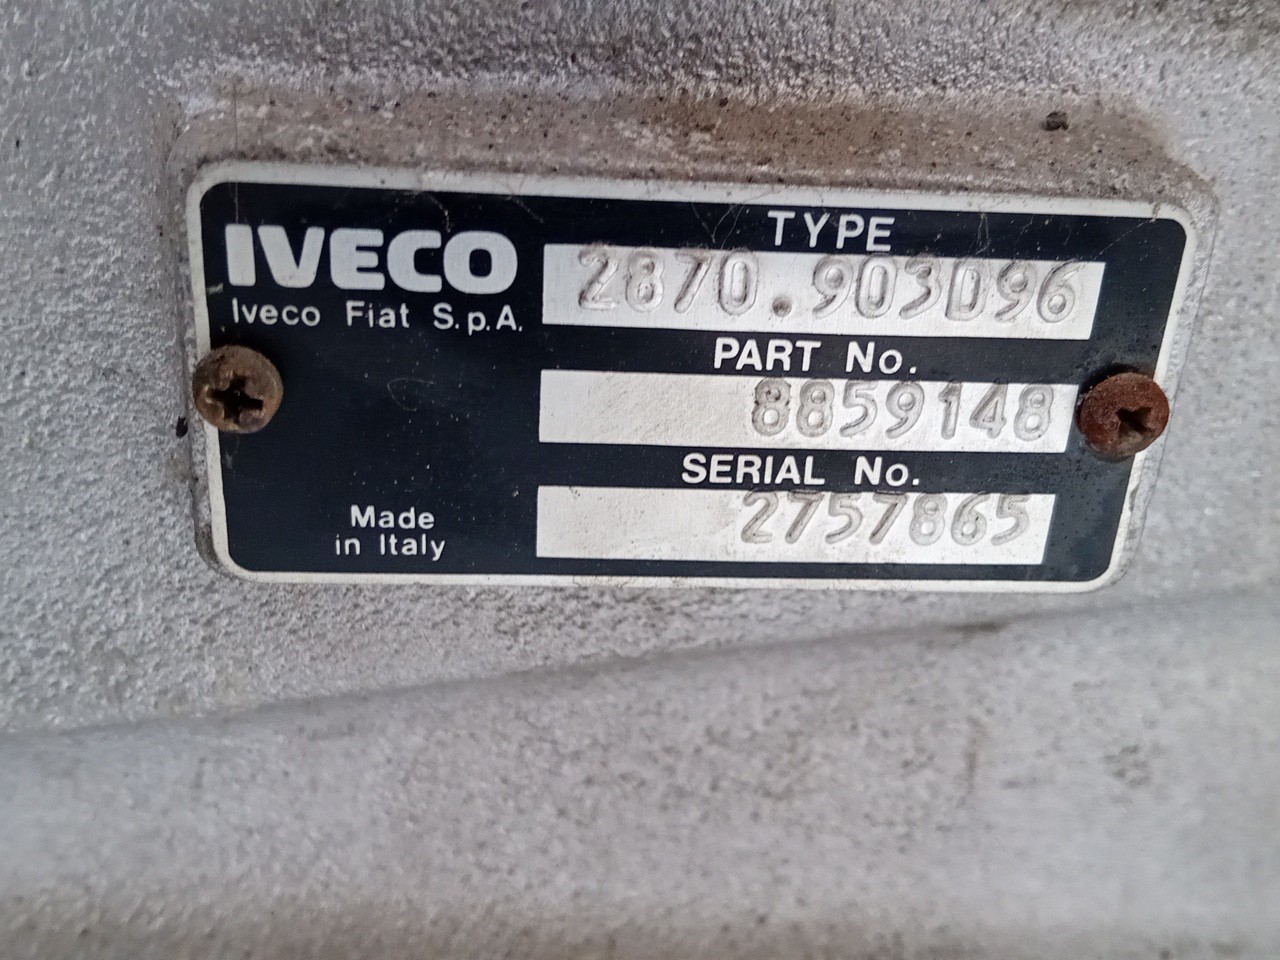 IVECO
Iveco Fiat S.p.A.
TYPE
2870.903D96
PART No.
8859148
SERIAL No.
2757865
Made
in Italy